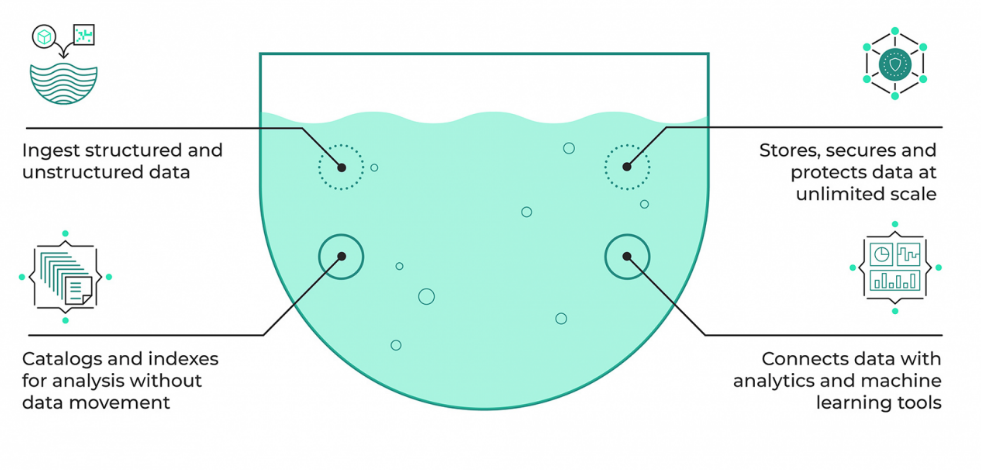 Ingest structured and
unstructured data
Stores, secures and
protects data at
unlimited scale
Catalogs and indexes
for analysis without
data movement
Connects data with
analytics and machine
learning tools